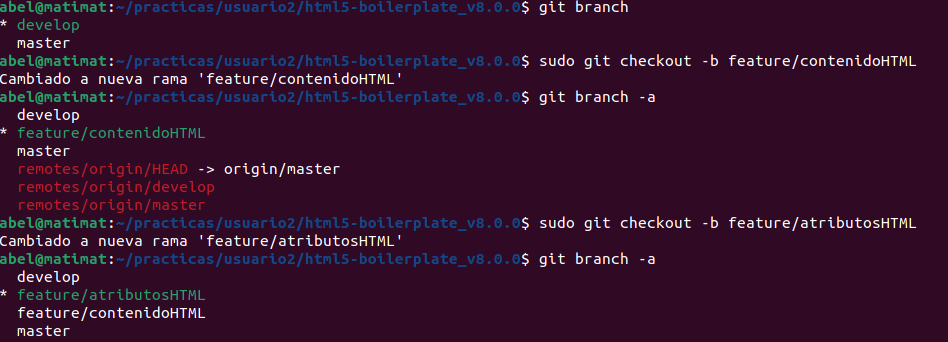 abel@matimat:~/practicas/usuario2/html5-boilerplate_v8.0.0$ git branch
* develop
  master
abel@matimat:~/practicas/usuario2/html5-boilerplate_v8.0.0$ sudo git checkout -b feature/contenidoHTML
Cambiado a nueva rama 'feature/contenidoHTML'
abel@matimat:~/practicas/usuario2/html5-boilerplate_v8.0.0$ git branch -a
  develop
* feature/contenidoHTML
  master
  remotes/origin/HEAD -> origin/master
  remotes/origin/develop
  remotes/origin/master
abel@matimat:~/practicas/usuario2/html5-boilerplate_v8.0.0$ sudo git checkout -b feature/atributosHTML
Cambiado a nueva rama 'feature/atributosHTML'
abel@matimat:~/practicas/usuario2/html5-boilerplate_v8.0.0$ git branch -a
  develop
* feature/atributosHTML
  feature/contenidoHTML
  master